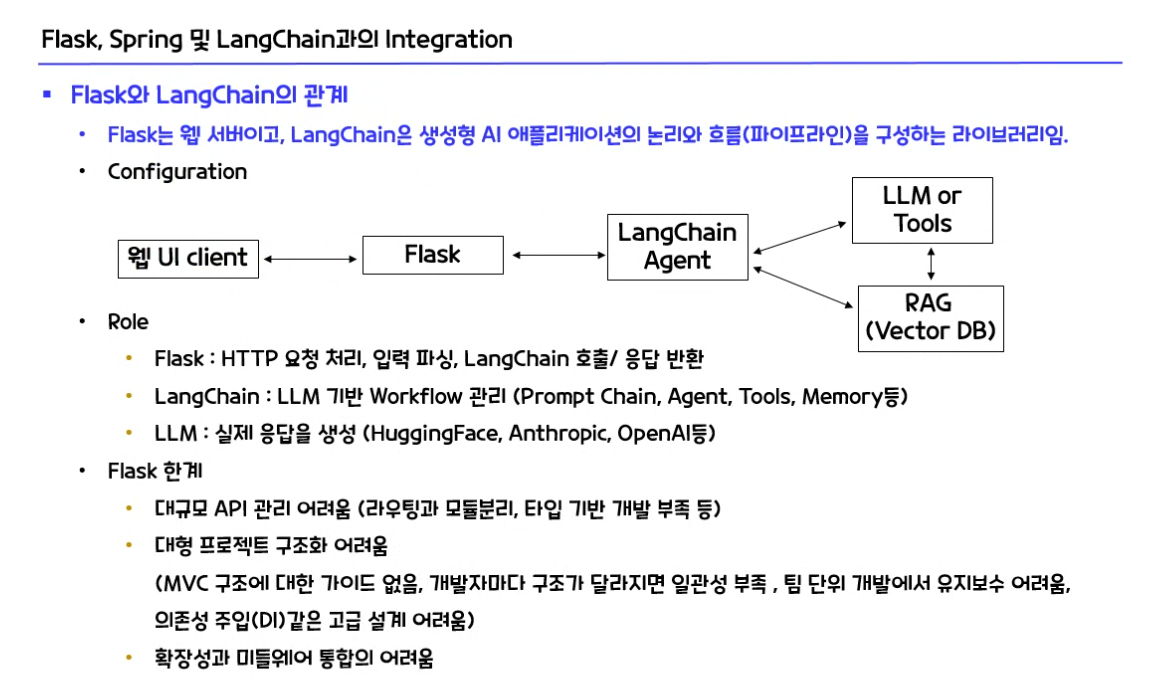 Flask, Spring 및 LangChain과의 Integration
▪ Flask와 LangChain의 관계
• Flask는 웹 서버이고, LangChain은 생성형 AI 애플리케이션의 논리와 흐름(파이프라인)을 구성하는 라이브러리임.
• Configuration
웹 UI client
Flask
LangChain
Agent
LLM or
Tools
RAG
(Vector DB)
• Role
• Flask : HTTP 요청 처리, 입력 파싱, LangChain 호출/ 응답 반환
• LangChain : LLM 기반 Workflow 관리 (Prompt Chain, Agent, Tools, Memory등)
• LLM : 실제 응답을 생성 (HuggingFace, Anthropic, OpenAI등)
• Flask 한계
• 대규모 API 관리 어려움 (라우팅과 모듈분리, 타입 기반 개발 부족 등)
• 대형 프로젝트 구조화 어려움
(MVC 구조에 대한 가이드 없음, 개발자마다 구조가 달라지면 일관성 부족 , 팀 단위 개발에서 유지보수 어려움,
의존성 주입(DI)같은 고급 설계 어려움)
• 확장성과 미들웨어 통합의 어려움